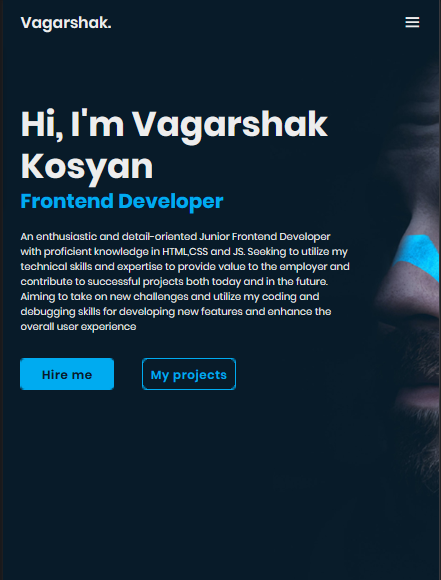 Vagarshak.
Hi, I'm Vagarshak
Kosyan
Frontend Developer
An enthusiastic and detail-oriented Junior Frontend Developer
with proficient knowledge in HTML,CSS and JS. Seeking to utilize my
technical skills and expertise to provide value to the employer and
contribute to successful projects both today and in the future.
Aiming to take on new challenges and utilize my coding and
debugging skills for developing new features and enhance the
overall user experience
Hire me
My projects